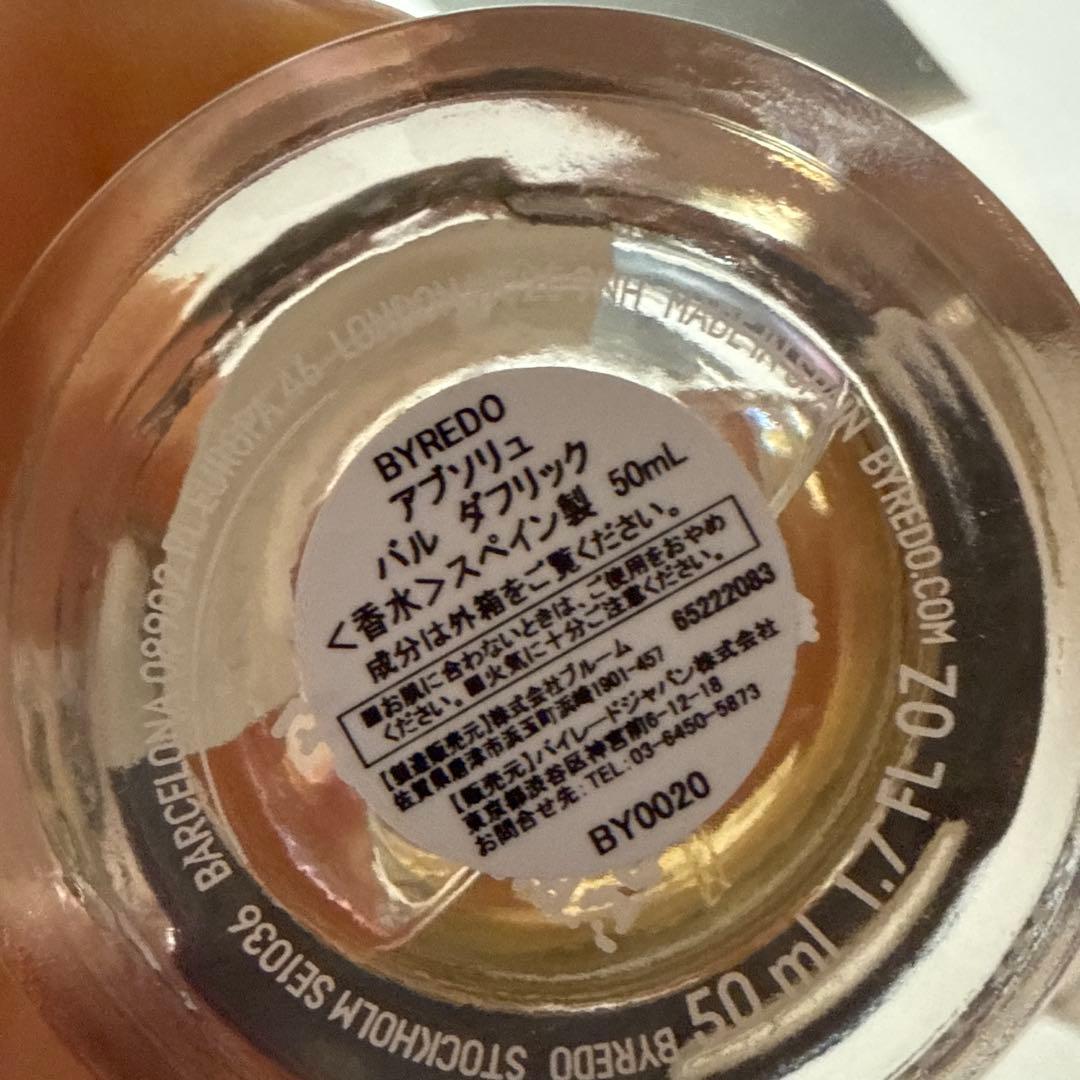 BYREDO
アブソリュ
バル ダフリック
<香水>スペイン製 50mL
成分は外箱をご覧ください。
■お肌に合わないときは、ご使用をおやめ
ください。■火気に十分ご注意ください。
【製造販売元】株式会社ブルーム 65222083
佐賀県唐津市浜玉町浜崎1901-457
【販売元】バイレードジャパン株式会社
東京都渋谷区神宮前6-12-18
お問合せ先:TEL:03-6450-5873
BY0020
BYREDO STOCKHOLM SE1036 BARCELONA 08902 EUROPA 46 LONDON MADE IN SPAIN BYREDO.COM
50 ml 1.7 FL OZ